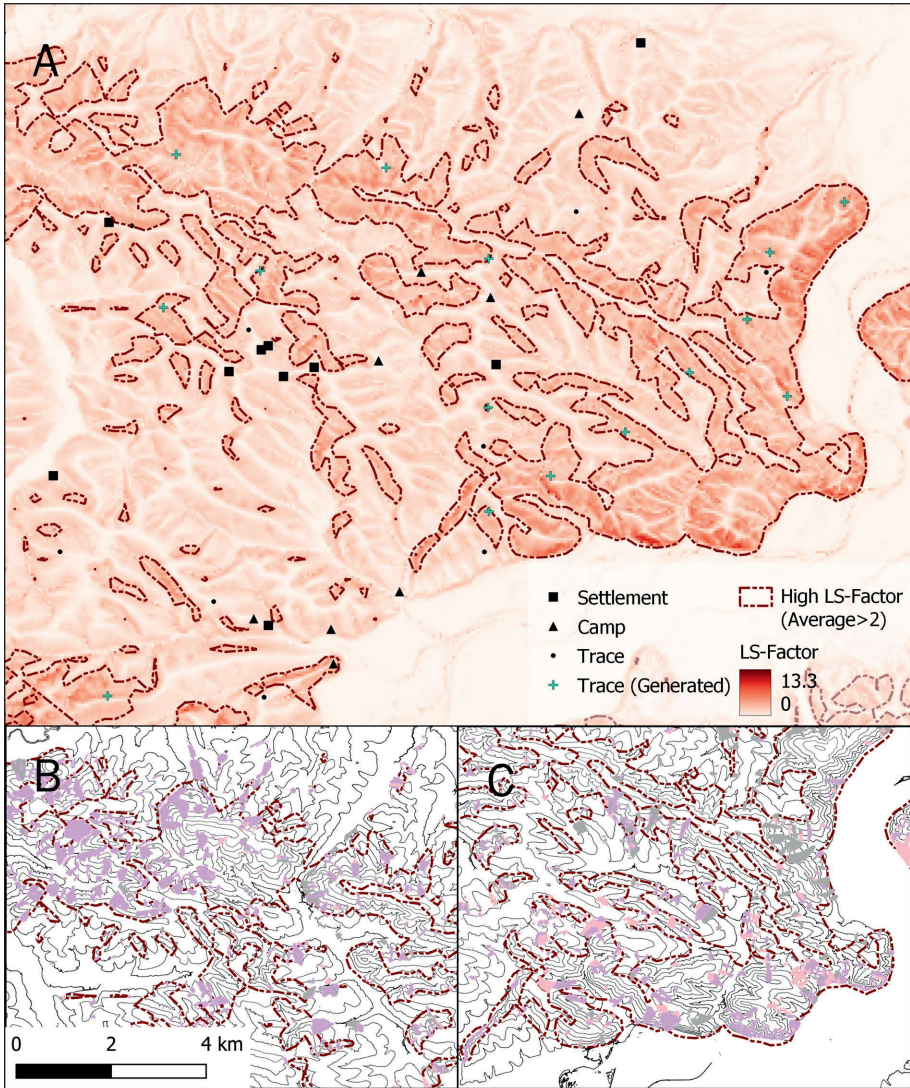 A
Settlement
Camp
Trace
Trace (Generated)
High LS-Factor
(Average>2)
LS-Factor
13.3
0
B
C
0 2 4 km